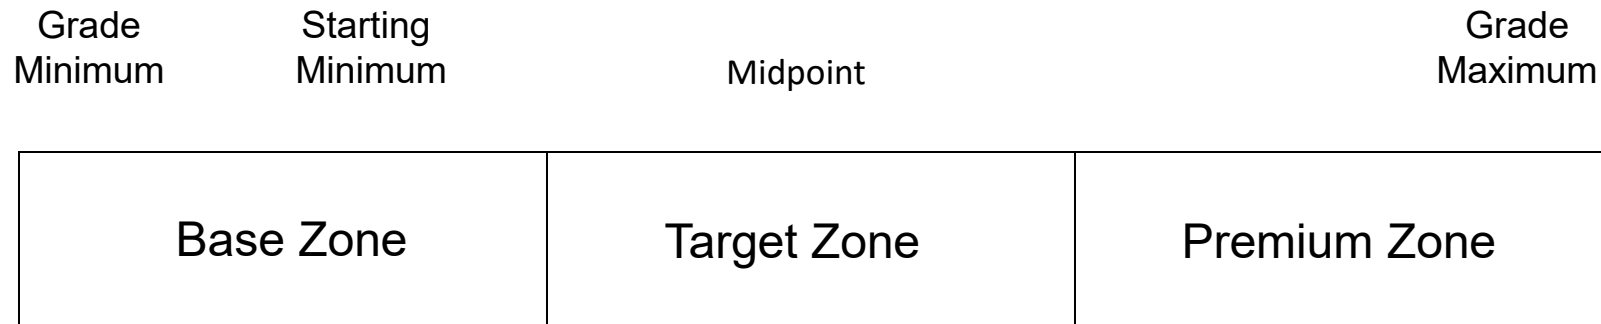 Grade
Minimum
Starting
Minimum
Midpoint
Grade
Maximum
Base Zone
Target Zone
Premium Zone